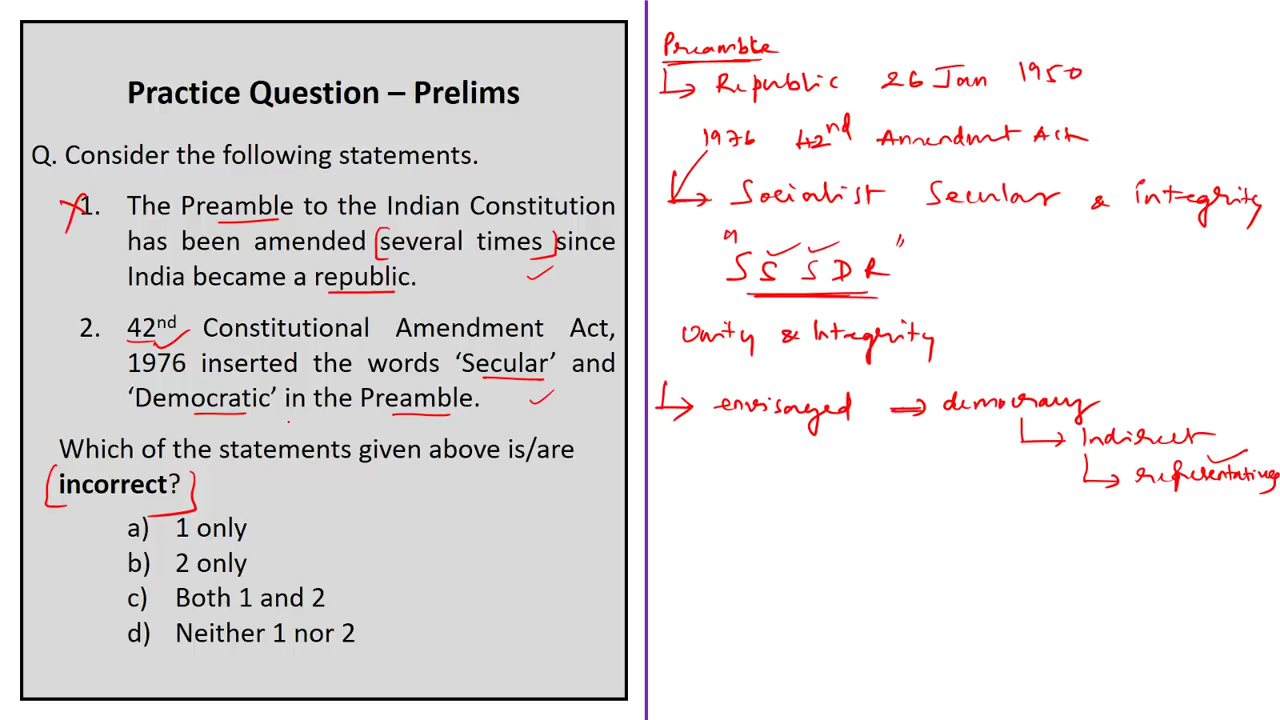 Practice Question – Prelims
Q. Consider the following statements.
1. The Preamble to the Indian Constitution
has been amended several times since
India became a republic.
2. 42nd Constitutional Amendment Act,
1976 inserted the words ‘Secular’ and
‘Democratic’ in the Preamble.
Which of the statements given above is/are
incorrect?
a) 1 only
b) 2 only
c) Both 1 and 2
d) Neither 1 nor 2
Preamble
Republic 26 Jan 1950
1976 42nd Amendment Act
Socialist Secular & integrity
"SSSDR"
Unity & Integrity
envisaged → democracy
Indirect
representatives